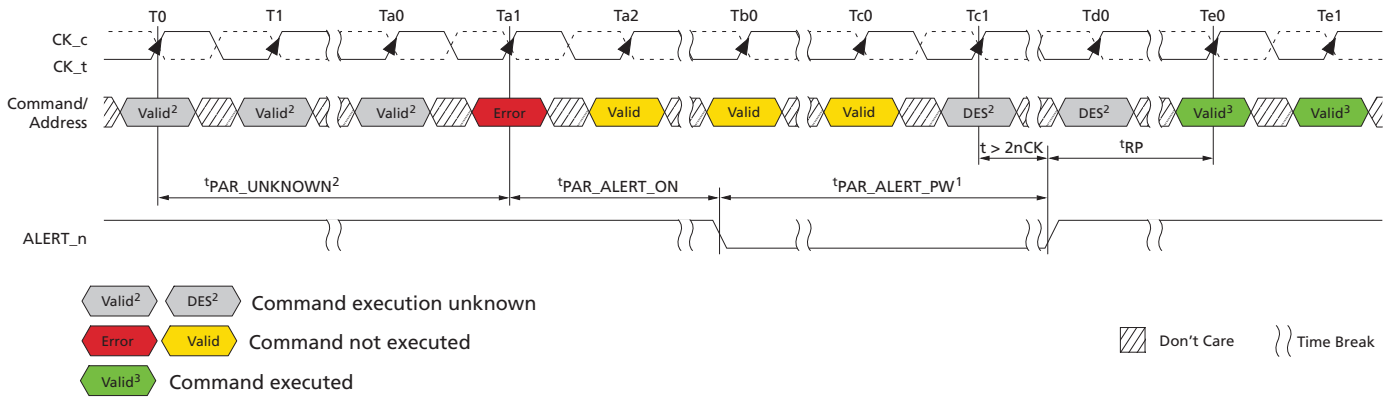 T0 T1 Ta0 Ta1 Ta2 Tb0 Tc0 Tc1 Td0 Te0 Te1
CK_c
CK_t
Command/
Address
Valid² Valid² Valid² Error Valid Valid Valid DES² DES² Valid³ Valid³
t > 2nCK ᵗRP
ᵗPAR_UNKNOWN² ᵗPAR_ALERT_ON ᵗPAR_ALERT_PW¹
ALERT_n
Valid² DES² Command execution unknown
Error Valid Command not executed
Valid³ Command executed
Don't Care Time Break